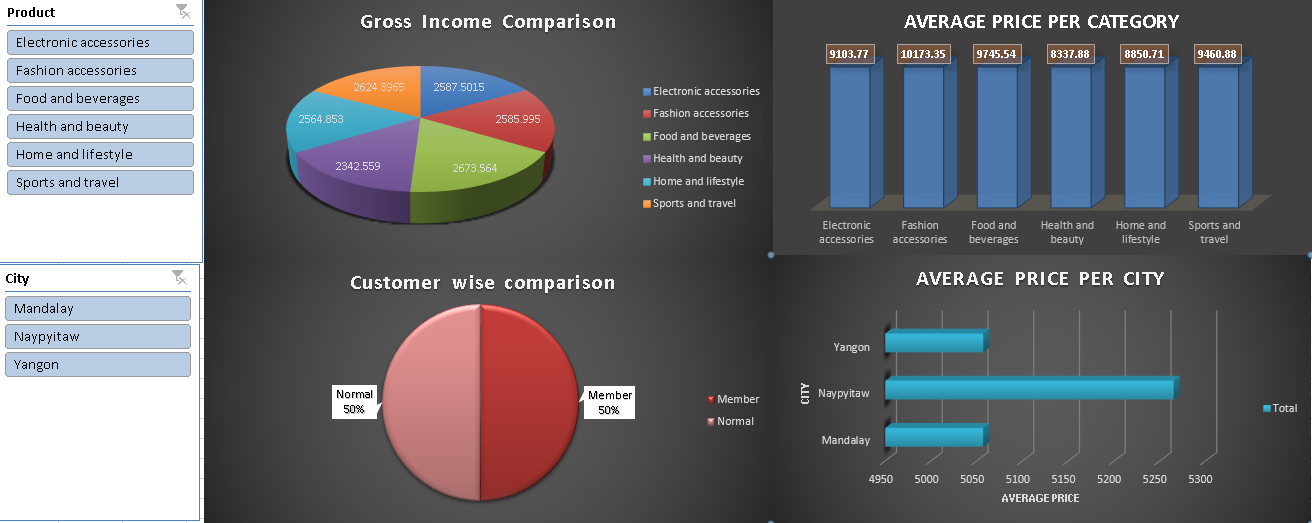 Product
Electronic accessories
Fashion accessories
Food and beverages
Health and beauty
Home and lifestyle
Sports and travel
City
Mandalay
Naypyitaw
Yangon
Gross Income Comparison
2624.8965
2587.5015
2564.853
2585.995
2342.559
2673.564
Electronic accessories
Fashion accessories
Food and beverages
Health and beauty
Home and lifestyle
Sports and travel
AVERAGE PRICE PER CATEGORY
9103.77
10173.35
9745.54
8337.88
8850.71
9460.88
Electronic
accessories
Fashion
accessories
Food and
beverages
Health and
beauty
Home and
lifestyle
Sports and
travel
Customer wise comparison
Normal
50%
Member
50%
Member
Normal
AVERAGE PRICE PER CITY
CITY
Yangon
Naypyitaw
Mandalay
4950 5000 5050 5100 5150 5200 5250 5300
AVERAGE PRICE
Total